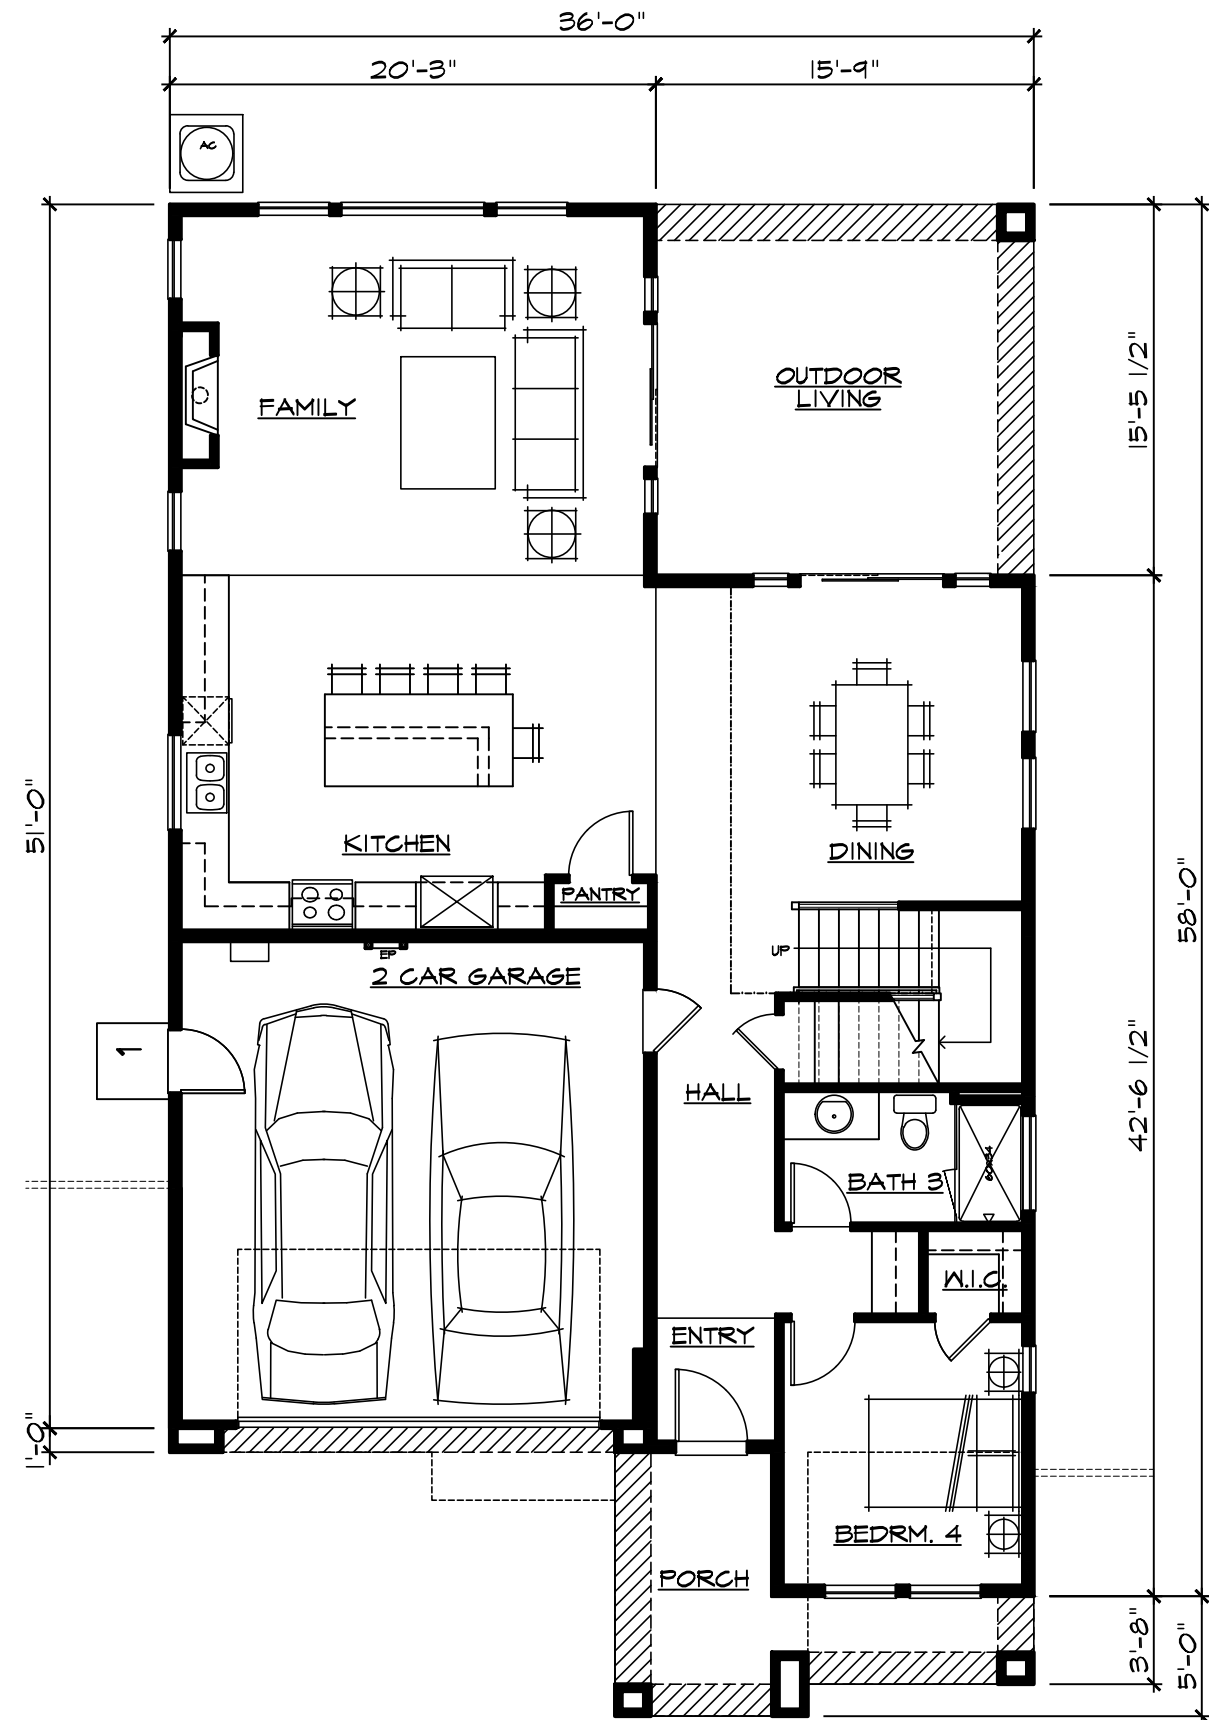 36'-0"
20'-3"
15'-9"
AC
OUTDOOR
LIVING
FAMILY
15'-5 1/2"
51'-0"
KITCHEN
DINING
PANTRY
58'-0"
UP
EP
2 CAR GARAGE
1
HALL
42'-6 1/2"
BATH 3
W.I.C.
ENTRY
1'-0"
BEDRM. 4
PORCH
3'-8"
5'-0"